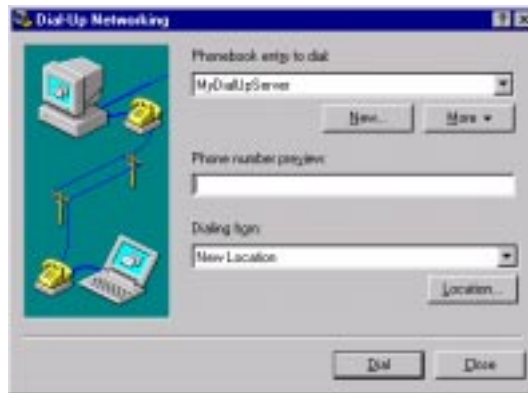 Dial-Up Networking
Phonebook entry to dial:
MyDialUpServer
New...
More
Phone number preview:
Dialing from:
New Location
Location...
Dial
Close